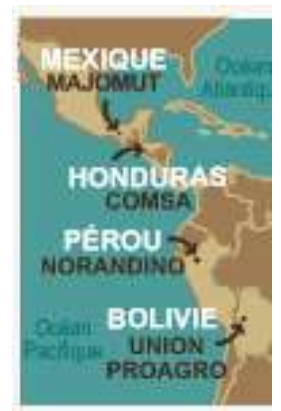 MEXIQUE
MAJOMUT
Océan
Atlantique
HONDURAS
COMSA
PÉROU
NORANDINO
BOLIVIE
Océan
Pacifique
UNION
PROAGRO